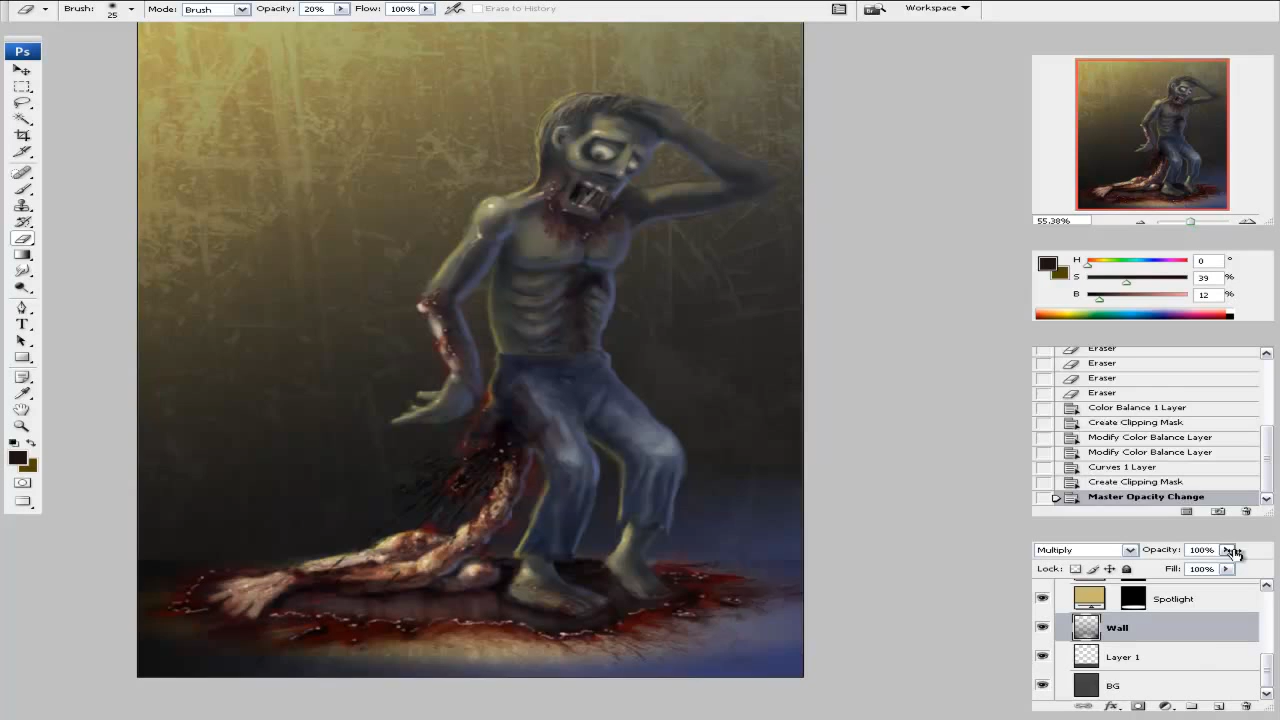 Brush: 25 Mode: Brush Opacity: 20% Flow: 100% Erase to History Workspace
Ps
55.38%
H 0 °
S 39 %
B 12 %
Eraser
Eraser
Eraser
Eraser
Color Balance 1 Layer
Create Clipping Mask
Modify Color Balance Layer
Modify Color Balance Layer
Curves 1 Layer
Create Clipping Mask
Master Opacity Change
Multiply Opacity: 100%
Lock: Fill: 100%
Spotlight
Wall
Layer 1
BG
fx
T